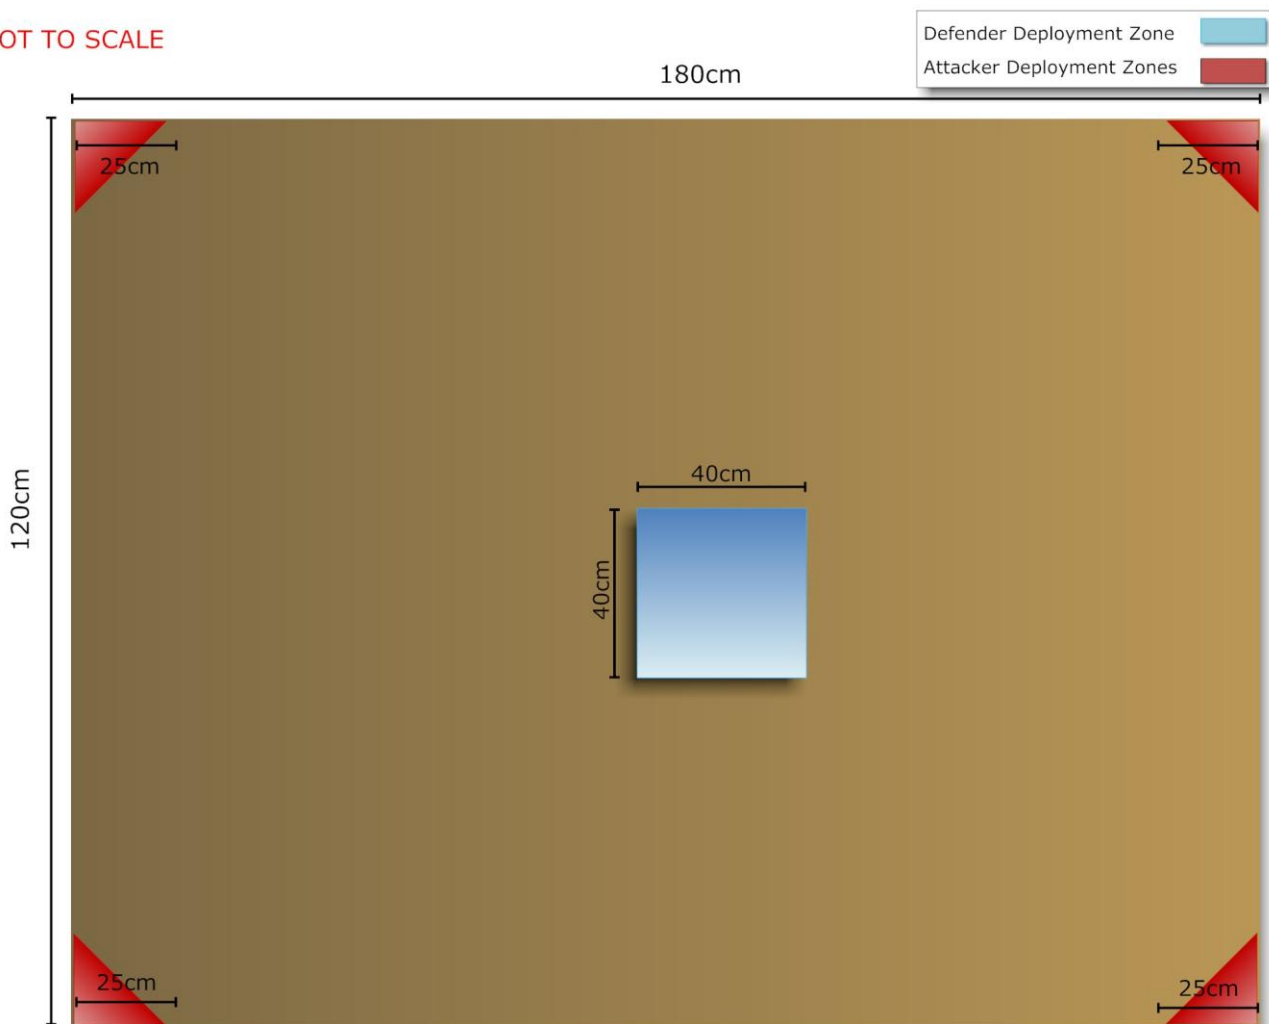 OT TO SCALE
Defender Deployment Zone
Attacker Deployment Zones
180cm
25cm
25cm
120cm
40cm
40cm
25cm
25cm